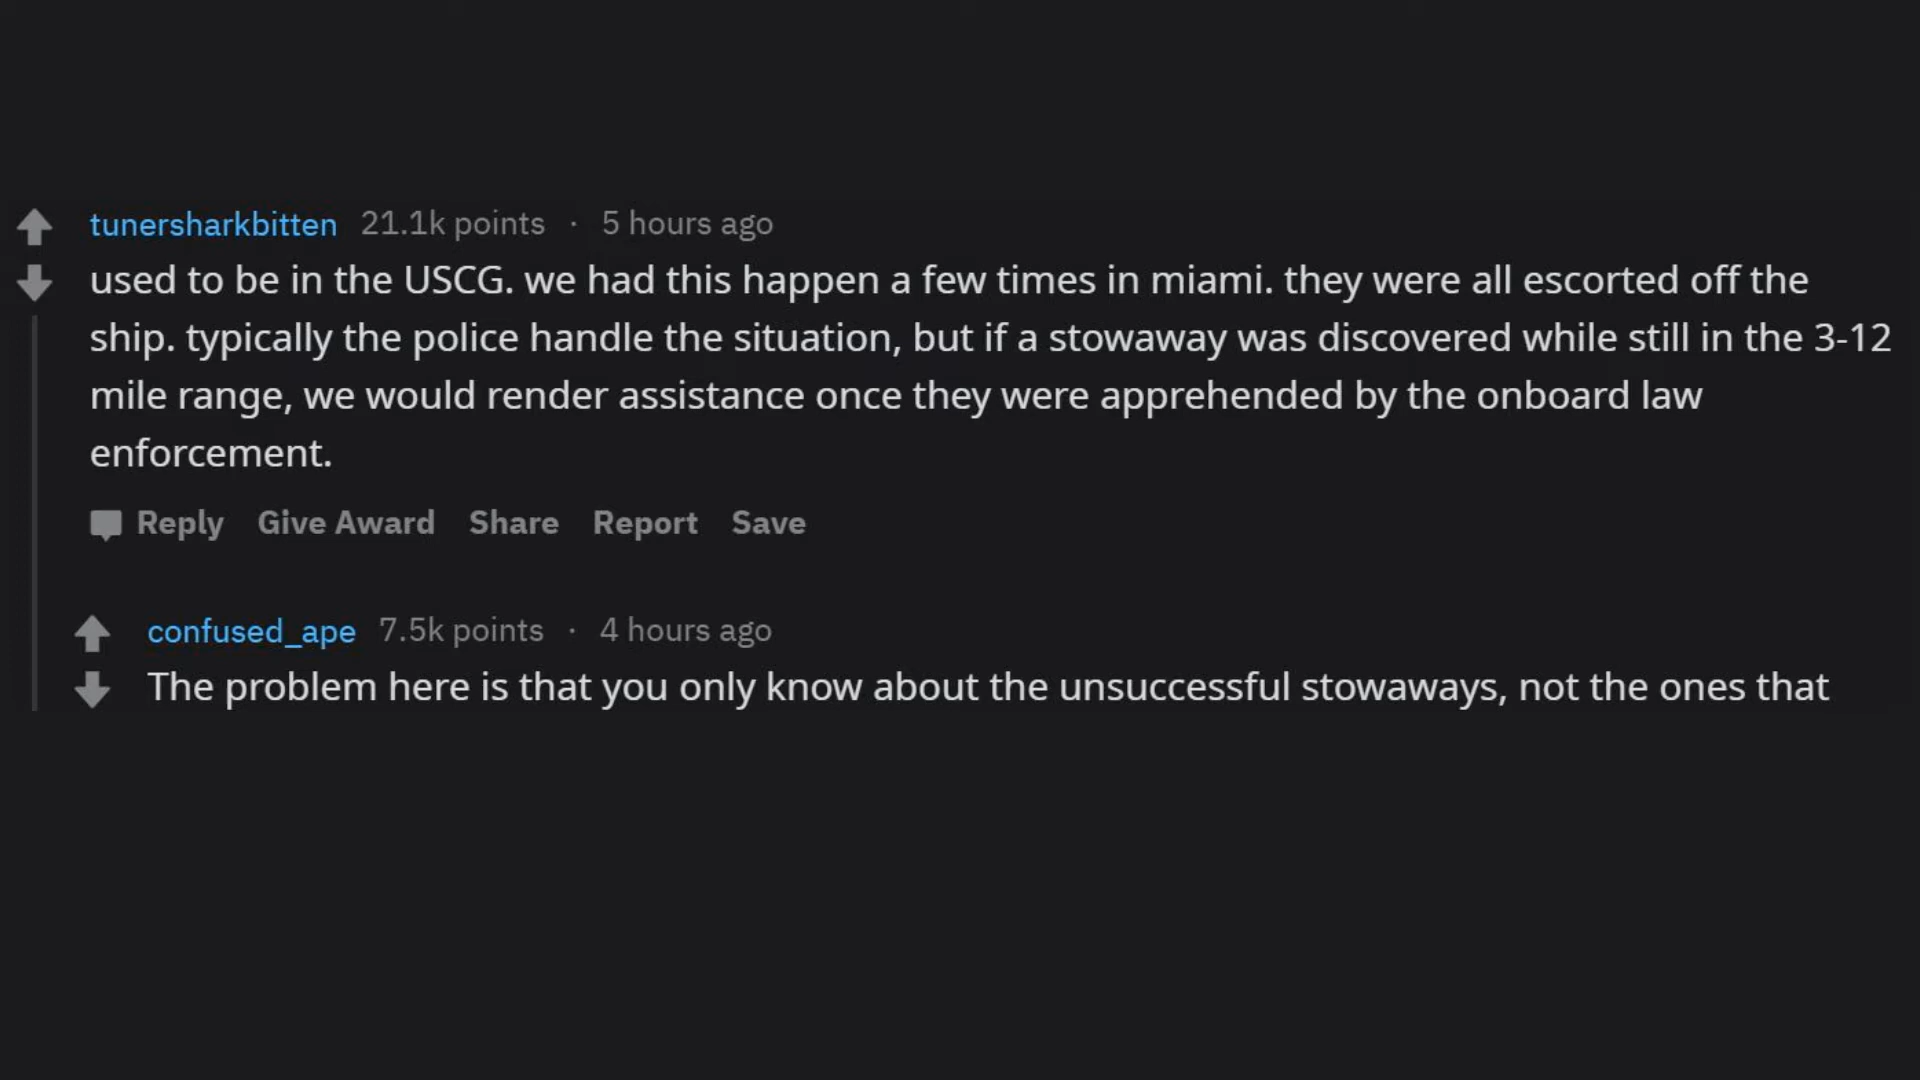 tunersharkbitten 21.1k points · 5 hours ago
used to be in the USCG. we had this happen a few times in miami. they were all escorted off the
ship. typically the police handle the situation, but if a stowaway was discovered while still in the 3-12
mile range, we would render assistance once they were apprehended by the onboard law
enforcement.
Reply Give Award Share Report Save
confused_ape 7.5k points · 4 hours ago
The problem here is that you only know about the unsuccessful stowaways, not the ones that